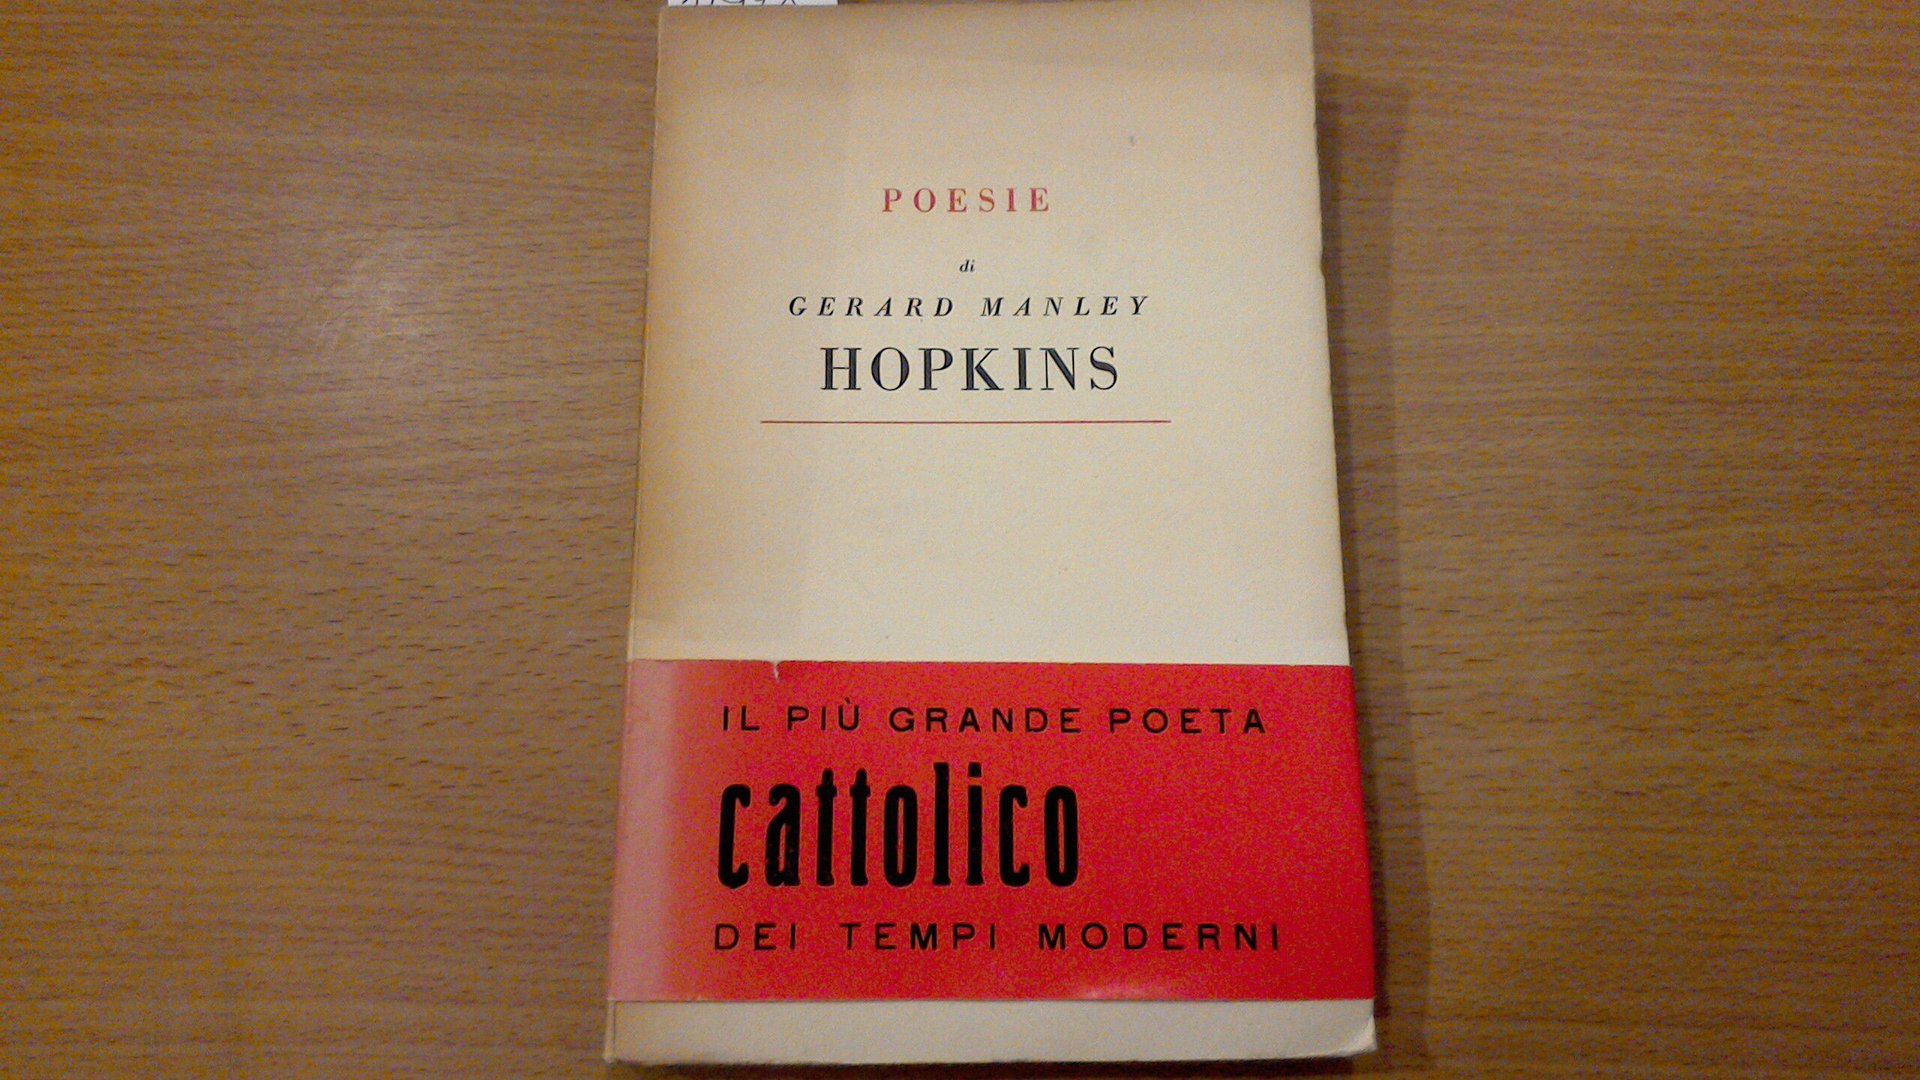 POESIE
di
GERARD MANLEY
HOPKINS
IL PIÙ GRANDE POETA
cattolico
DEI TEMPI MODERNI